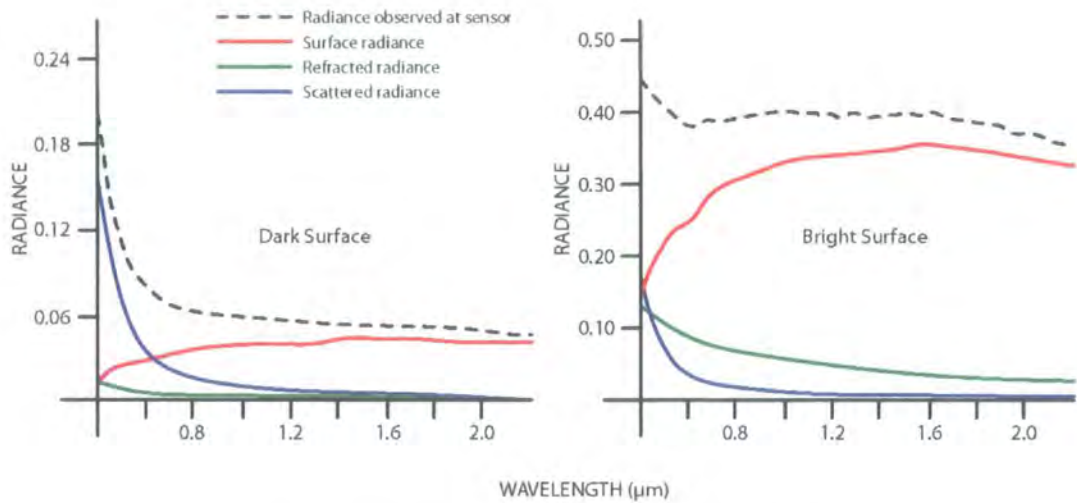 Radiance observed at sensor
Surface radiance
Refracted radiance
Scattered radiance
RADIANCE
0.24
0.18
0.12
0.06
Dark Surface
0.8
1.2
1.6
2.0
RADIANCE
0.50
0.40
0.30
0.20
0.10
Bright Surface
0.8
1.2
1.6
2.0
WAVELENGTH (µm)